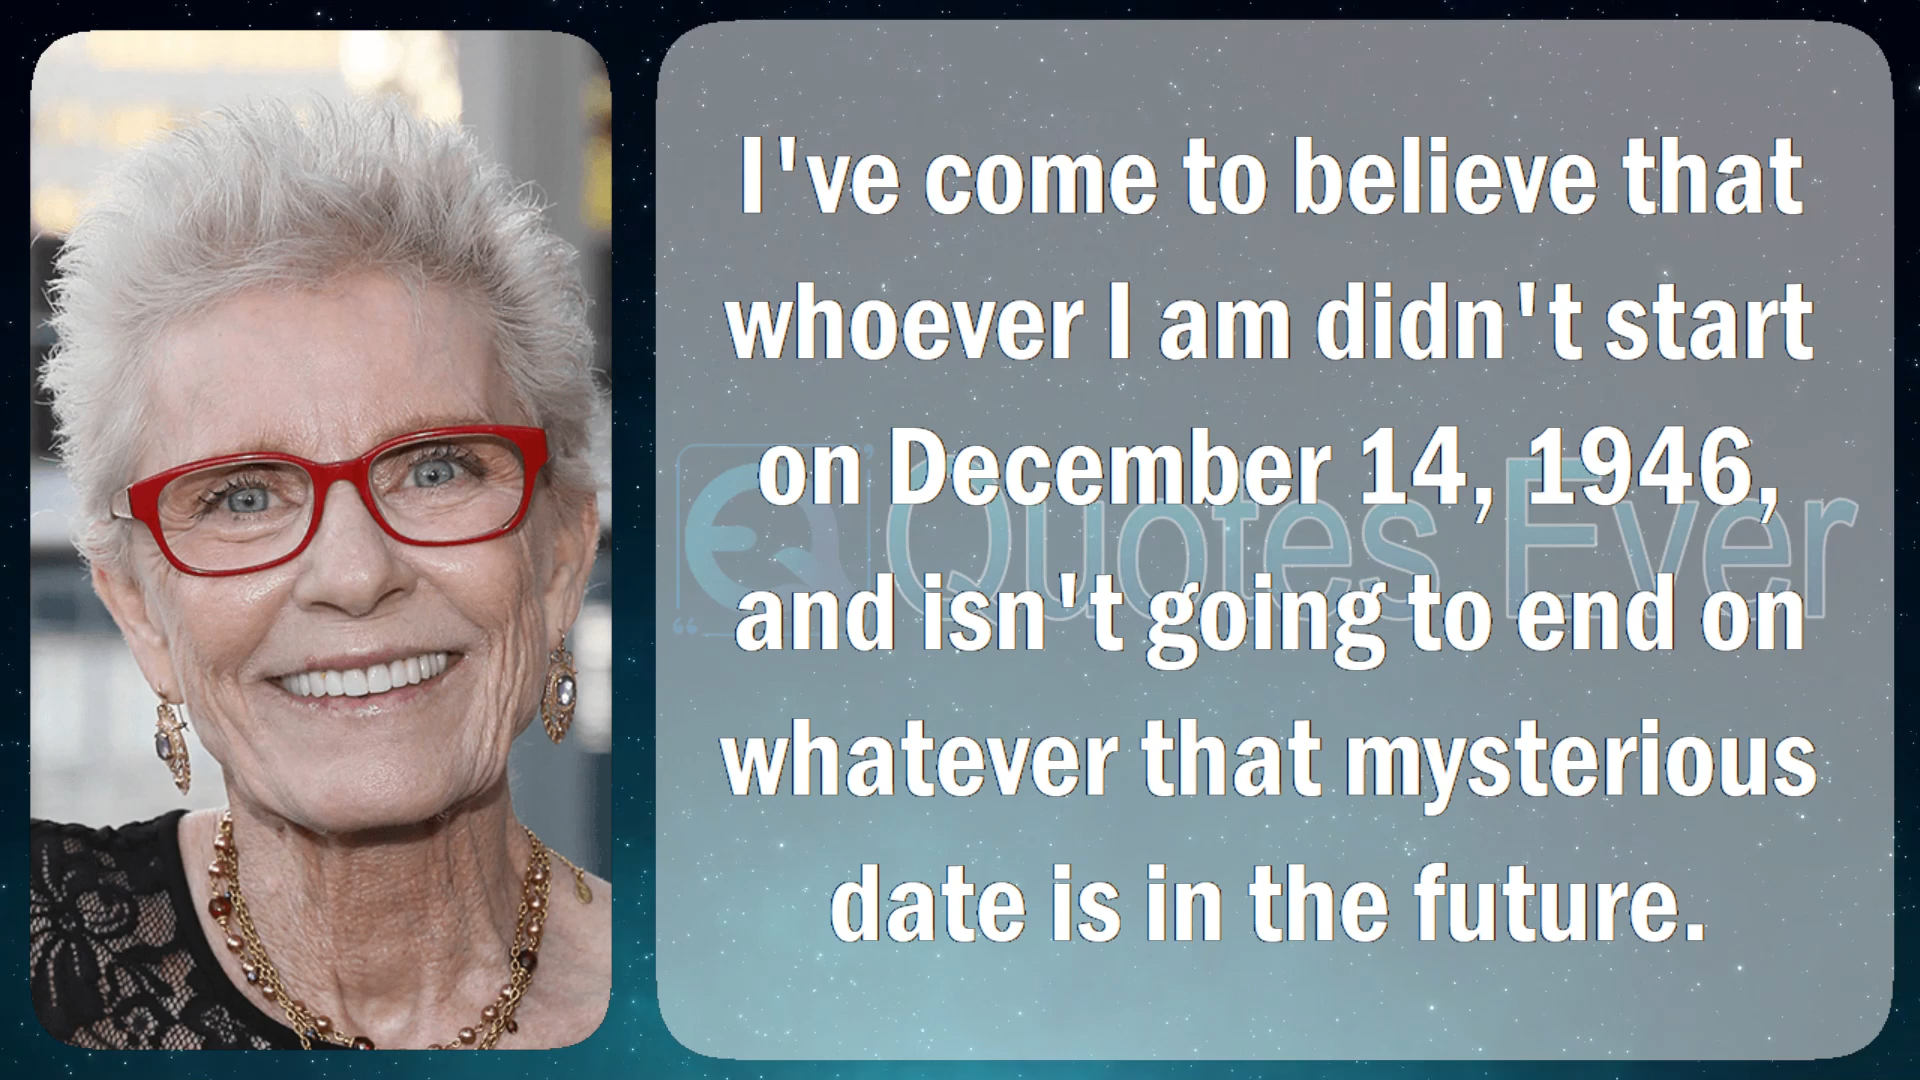 I've come to believe that
whoever I am didn't start
on December 14, 1946,
Quotes Ever
and isn't going to end on
whatever that mysterious
date is in the future.